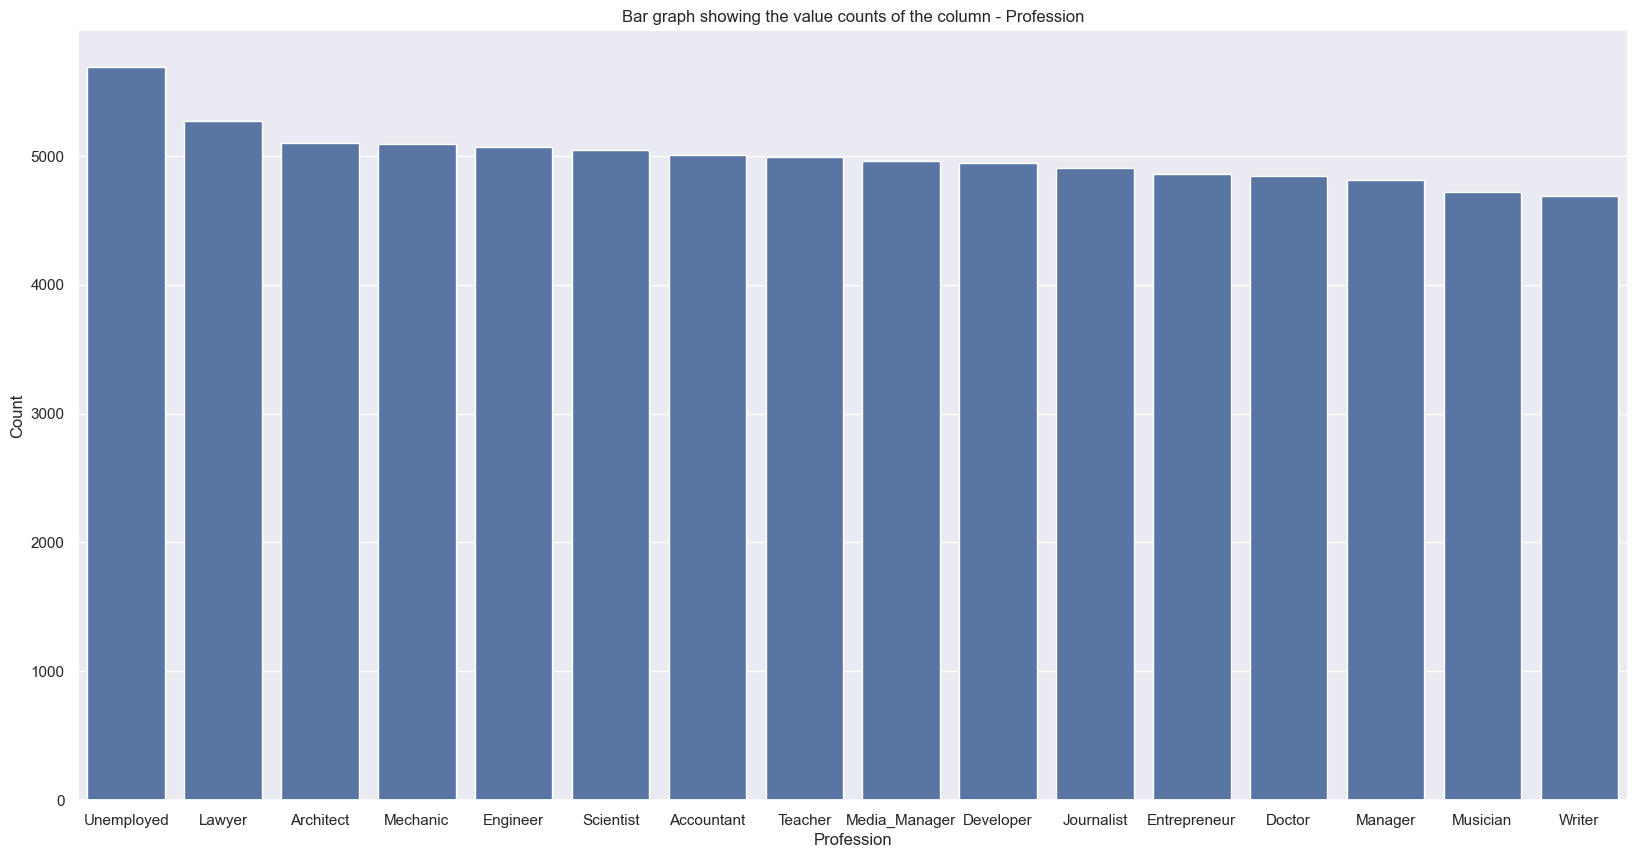 Bar graph showing the value counts of the column - Profession
5000
4000
3000
2000
1000
0
Count
Unemployed Lawyer Architect Mechanic Engineer Scientist Accountant Teacher Media_Manager Developer Journalist Entrepreneur Doctor Manager Musician Writer
Profession